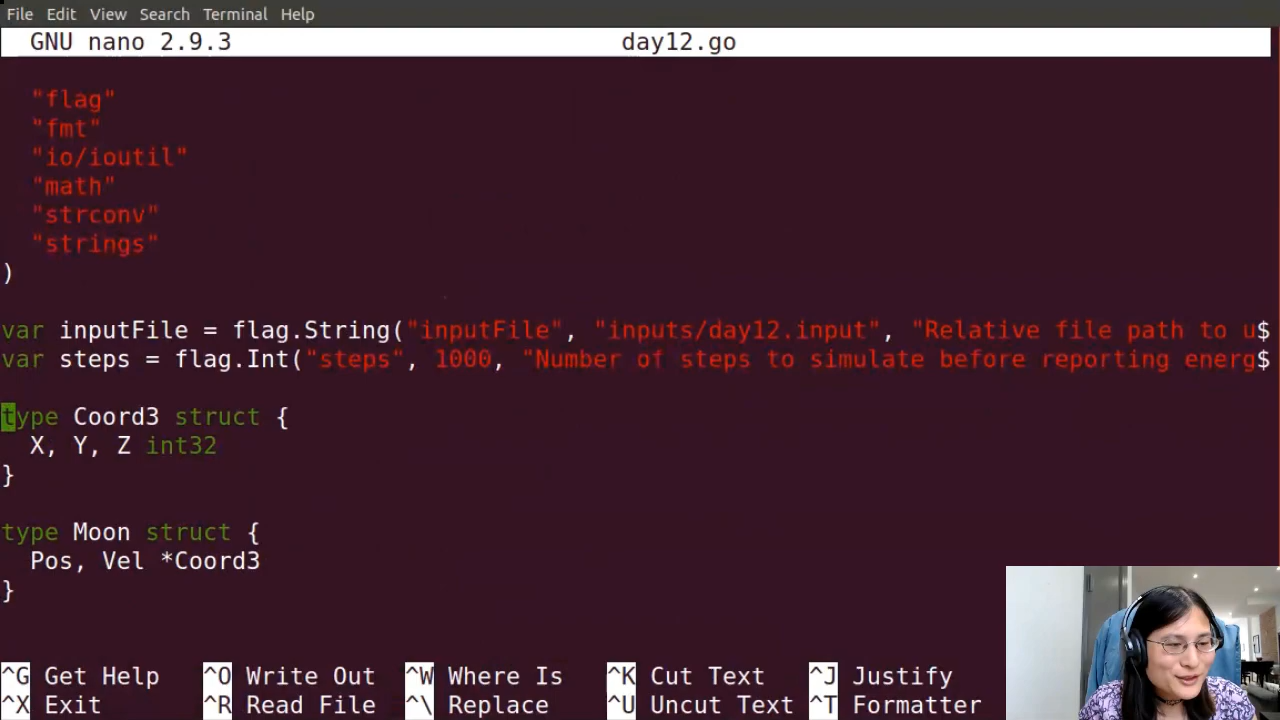 File Edit View Search Terminal Help
GNU nano 2.9.3 day12.go
"flag"
"fmt"
"io/ioutil"
"math"
"strconv"
"strings"
)
var inputFile = flag.String("inputFile", "inputs/day12.input", "Relative file path to u$
var steps = flag.Int("steps", 1000, "Number of steps to simulate before reporting energ$
type Coord3 struct {
X, Y, Z int32
}
type Moon struct {
Pos, Vel *Coord3
}
^G Get Help ^O Write Out ^W Where Is ^K Cut Text ^J Justify
^X Exit ^R Read File ^\ Replace ^U Uncut Text ^T Formatter